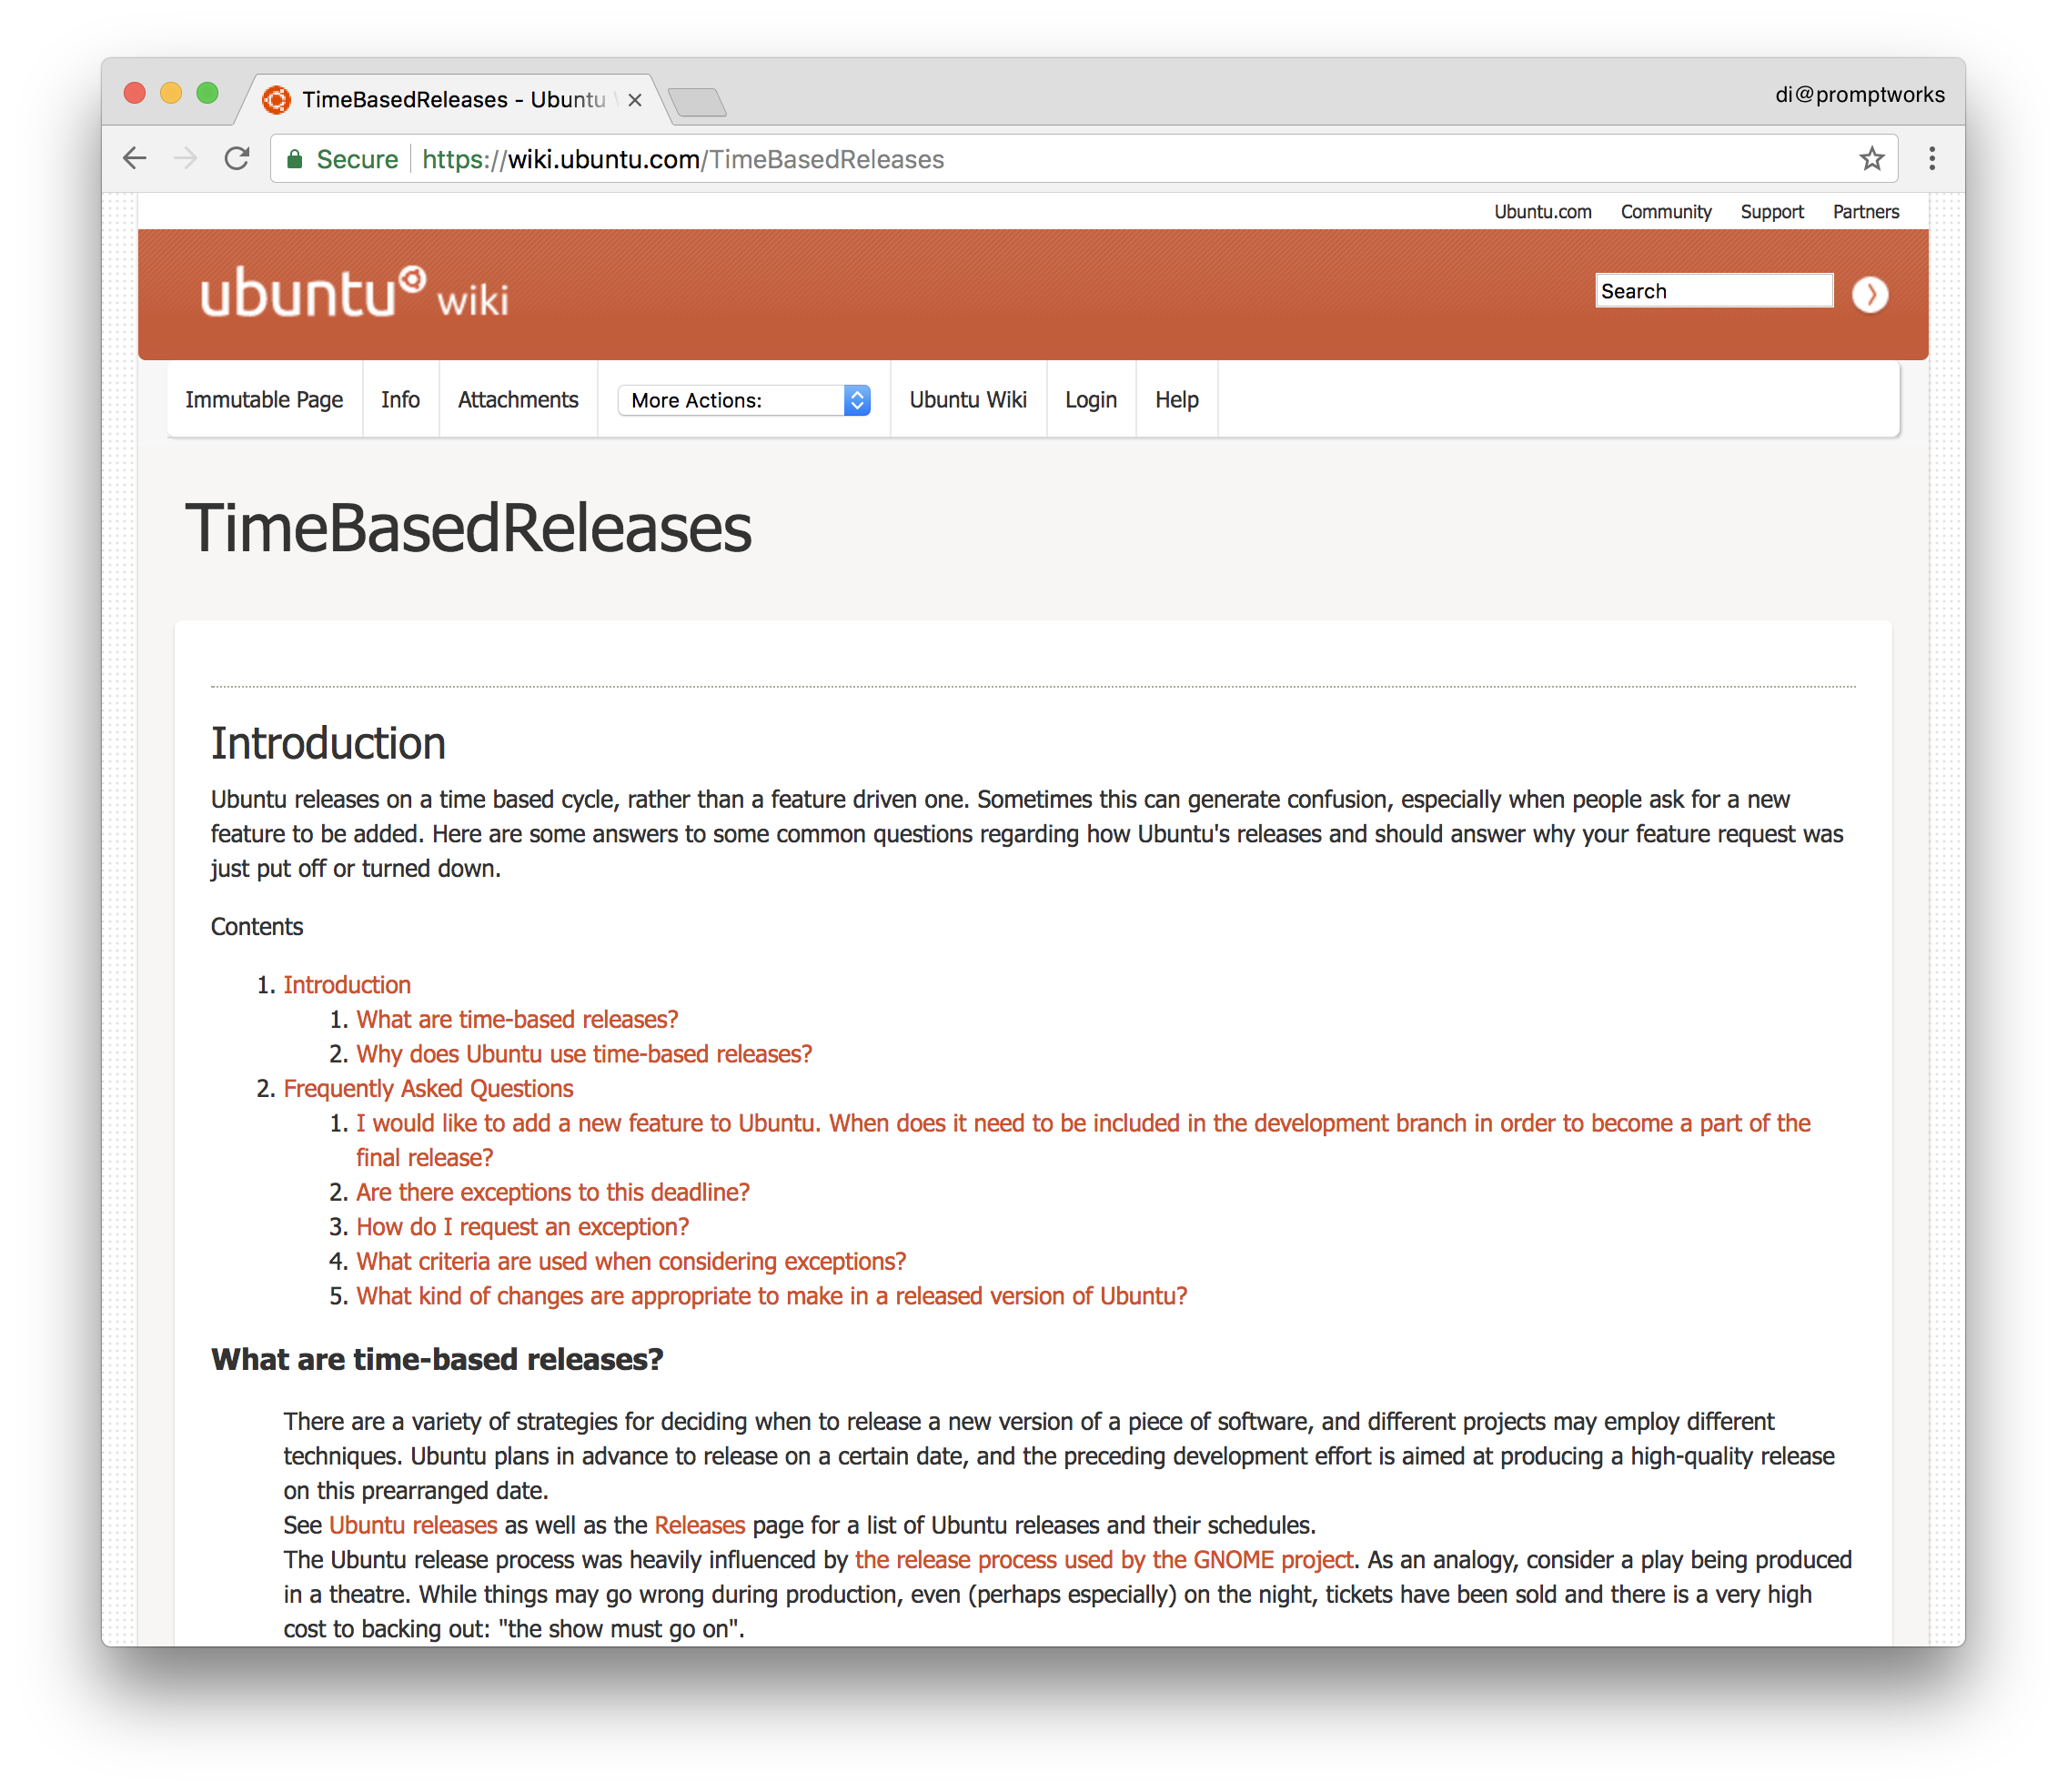 TimeBasedReleases - Ubuntu
di@promptworks
Secure https://wiki.ubuntu.com/TimeBasedReleases
Ubuntu.com Community Support Partners
ubuntu wiki
Search
Immutable Page Info Attachments More Actions: Ubuntu Wiki Login Help
TimeBasedReleases
Introduction
Ubuntu releases on a time based cycle, rather than a feature driven one. Sometimes this can generate confusion, especially when people ask for a new
feature to be added. Here are some answers to some common questions regarding how Ubuntu's releases and should answer why your feature request was
just put off or turned down.
Contents
1. Introduction
1. What are time-based releases?
2. Why does Ubuntu use time-based releases?
2. Frequently Asked Questions
1. I would like to add a new feature to Ubuntu. When does it need to be included in the development branch in order to become a part of the
final release?
2. Are there exceptions to this deadline?
3. How do I request an exception?
4. What criteria are used when considering exceptions?
5. What kind of changes are appropriate to make in a released version of Ubuntu?
What are time-based releases?
There are a variety of strategies for deciding when to release a new version of a piece of software, and different projects may employ different
techniques. Ubuntu plans in advance to release on a certain date, and the preceding development effort is aimed at producing a high-quality release
on this prearranged date.
See Ubuntu releases as well as the Releases page for a list of Ubuntu releases and their schedules.
The Ubuntu release process was heavily influenced by the release process used by the GNOME project. As an analogy, consider a play being produced
in a theatre. While things may go wrong during production, even (perhaps especially) on the night, tickets have been sold and there is a very high
cost to backing out: "the show must go on".